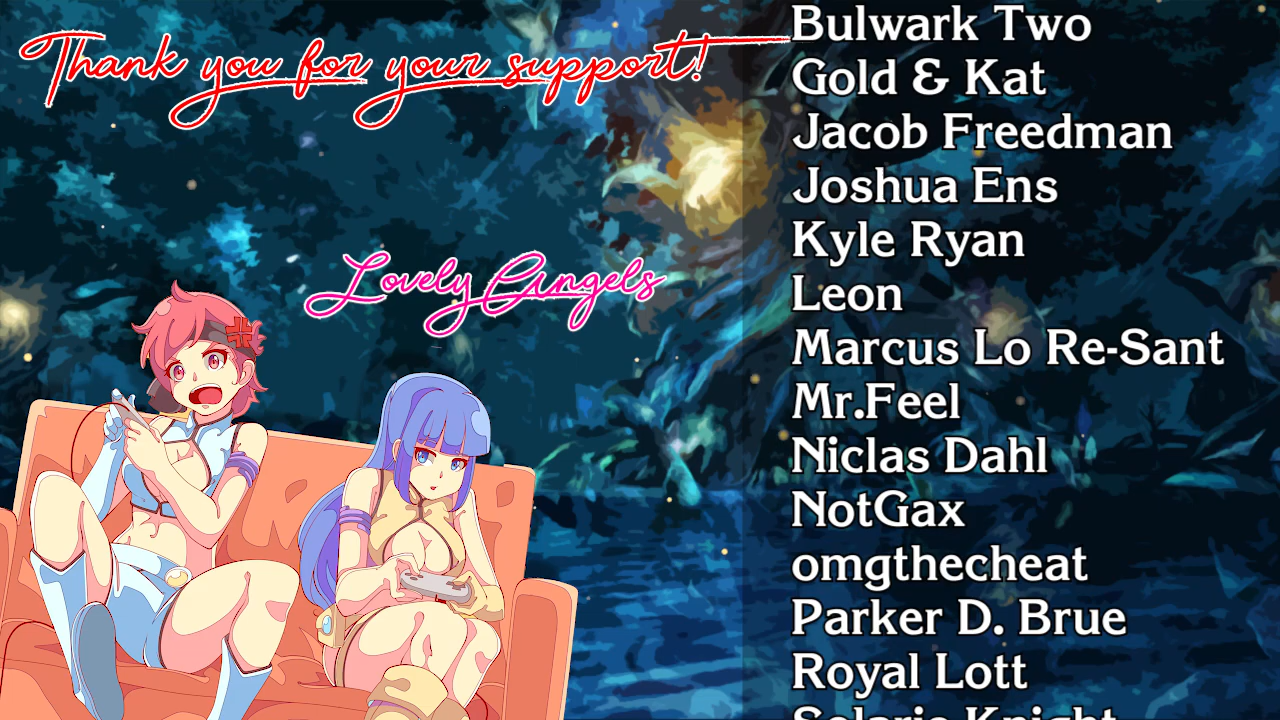 Thank you for your support!
Lovely Angels
Bulwark Two
Gold & Kat
Jacob Freedman
Joshua Ens
Kyle Ryan
Leon
Marcus Lo Re-Sant
Mr.Feel
Niclas Dahl
NotGax
omgthecheat
Parker D. Brue
Royal Lott